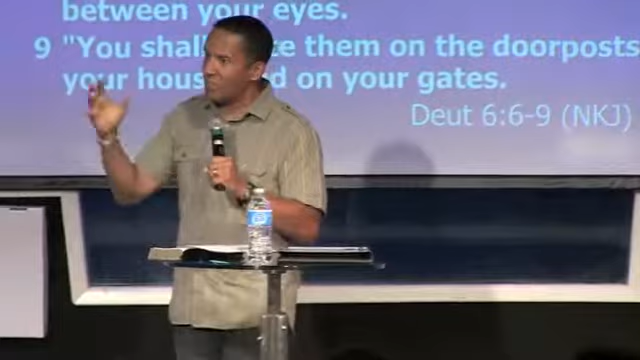 between your eyes.
9 "You shall them on the doorposts
your and on your gates.
Deut 6:6-9 (NKJ)